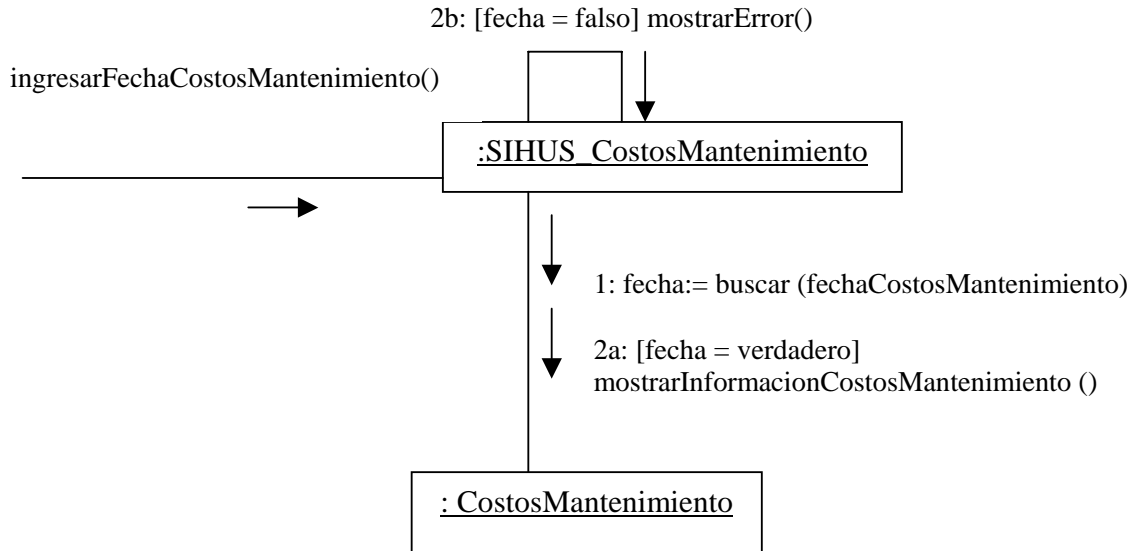 2b: [fecha = falso] mostrarError()
ingresarFechaCostosMantenimiento()
:SIHUS_CostosMantenimiento
1: fecha:= buscar (fechaCostosMantenimiento)
2a: [fecha = verdadero]
mostrarInformacionCostosMantenimiento ()
: CostosMantenimiento